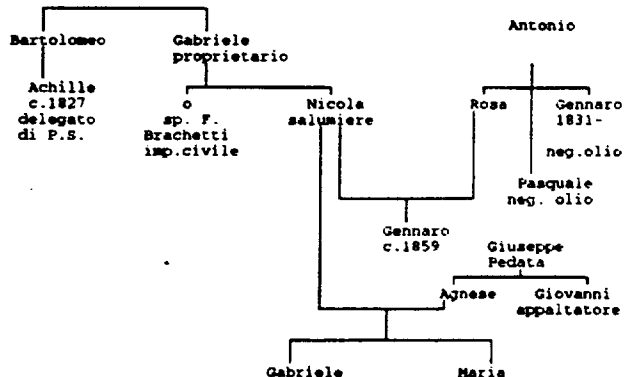 Antonio
Bartolomeo
Gabriele
proprietario
Achille
c.1827
delegato
di P.S.
o
sp. F.
Brachetti
imp.civile
Nicola
salumiere
Rosa
Gennaro
1831-
neg.olio
Pasquale
neg. olio
Gennaro
c.1859
Giuseppe
Pedata
Agnese
Giovanni
appaltatore
Gabriele
Maria